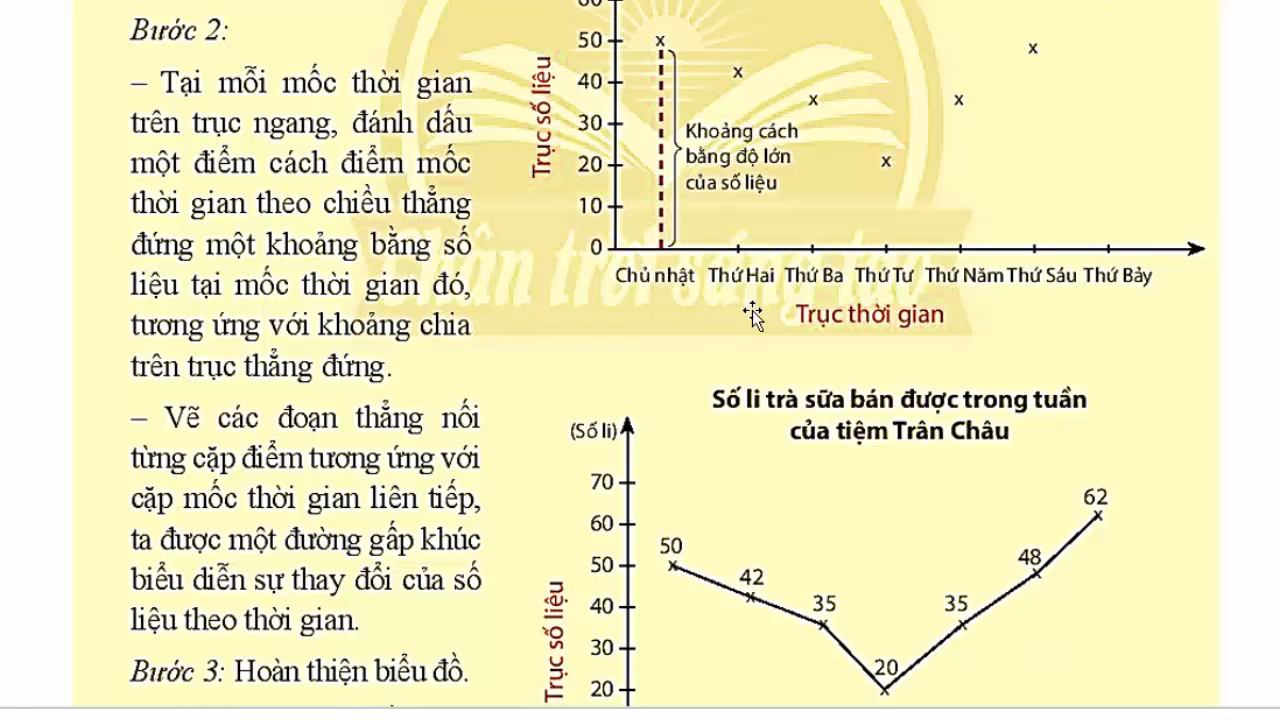 Bước 2:
– Tại mỗi mốc thời gian
trên trục ngang, đánh dấu
một điểm cách điểm mốc
thời gian theo chiều thẳng
đứng một khoảng bằng số
liệu tại mốc thời gian đó,
tương ứng với khoảng chia
trên trục thẳng đứng.
– Vẽ các đoạn thẳng nối
từng cặp điểm tương ứng với
cặp mốc thời gian liên tiếp,
ta được một đường gấp khúc
biểu diễn sự thay đổi của số
liệu theo thời gian.
Bước 3: Hoàn thiện biểu đồ.
60
50
40
30
20
10
0
Trục số liệu
x
x
x
x
x
x
Khoảng cách
bằng độ lớn
của số liệu
Chân trời sáng tạo
Chủ nhật Thứ Hai Thứ Ba Thứ Tư Thứ Năm Thứ Sáu Thứ Bảy
Trục thời gian
Số li trà sữa bán được trong tuần
của tiệm Trân Châu
(Số li)
70
60
50
40
30
20
Trục số liệu
50
42
35
20
35
48
62